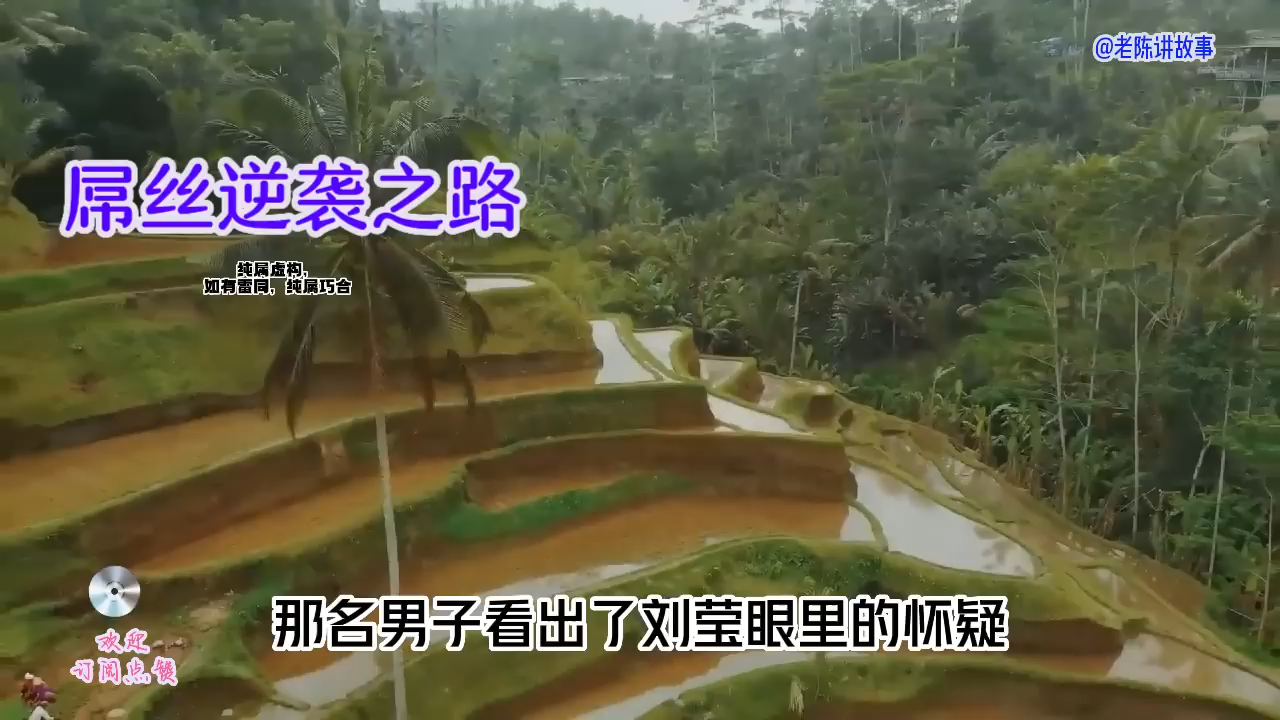 @老陈讲故事
屌丝逆袭之路
纯属虚构，
如有雷同，纯属巧合
那名男子看出了刘莹眼里的怀疑
欢迎
订阅点赞